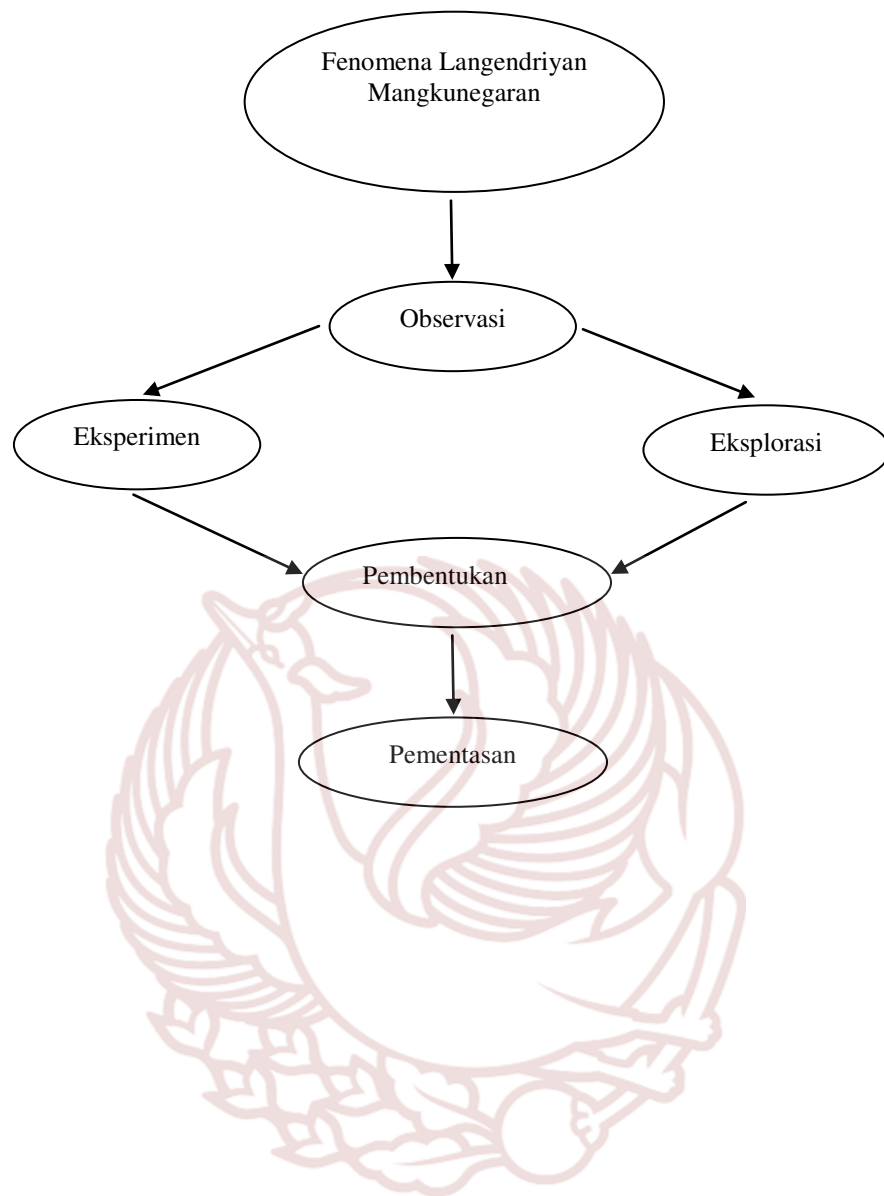 Fenomena Langendriyan
Mangkunegaran
Observasi
Eksperimen
Eksplorasi
Pembentukan
Pementasan